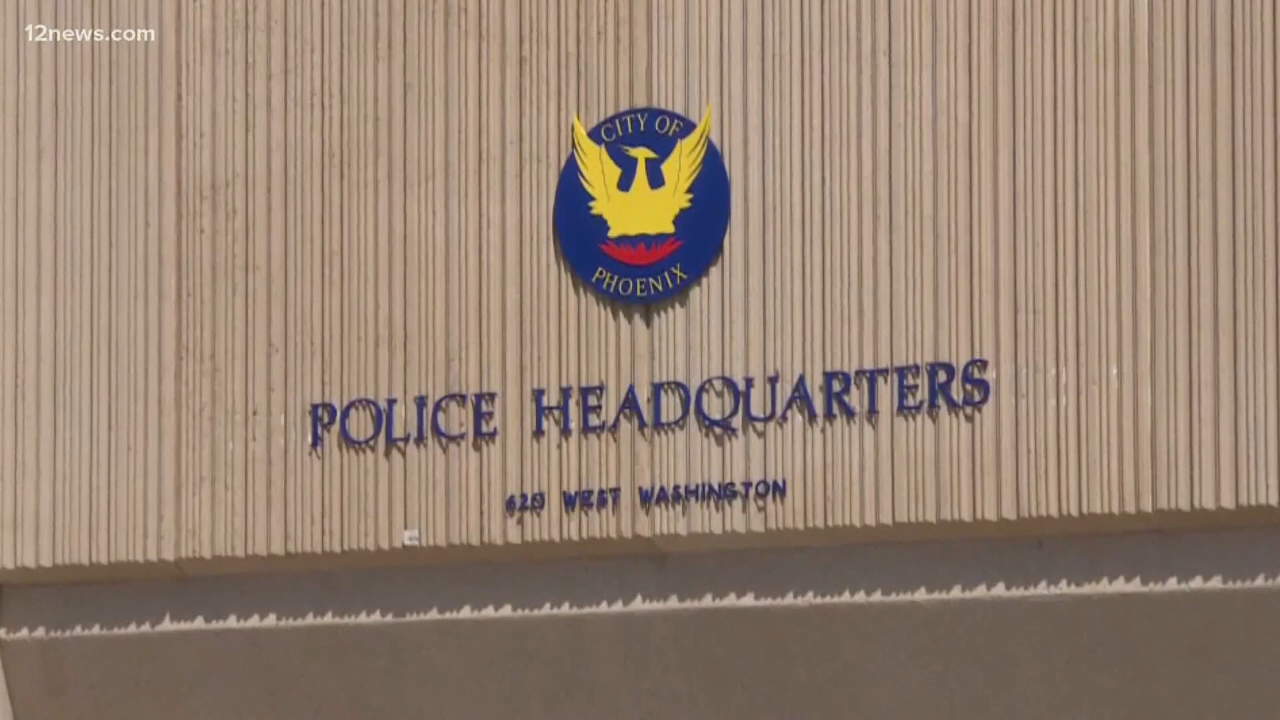 12news.com
CITY OF
PHOENIX
POLICE HEADQUARTERS
620 WEST WASHINGTON